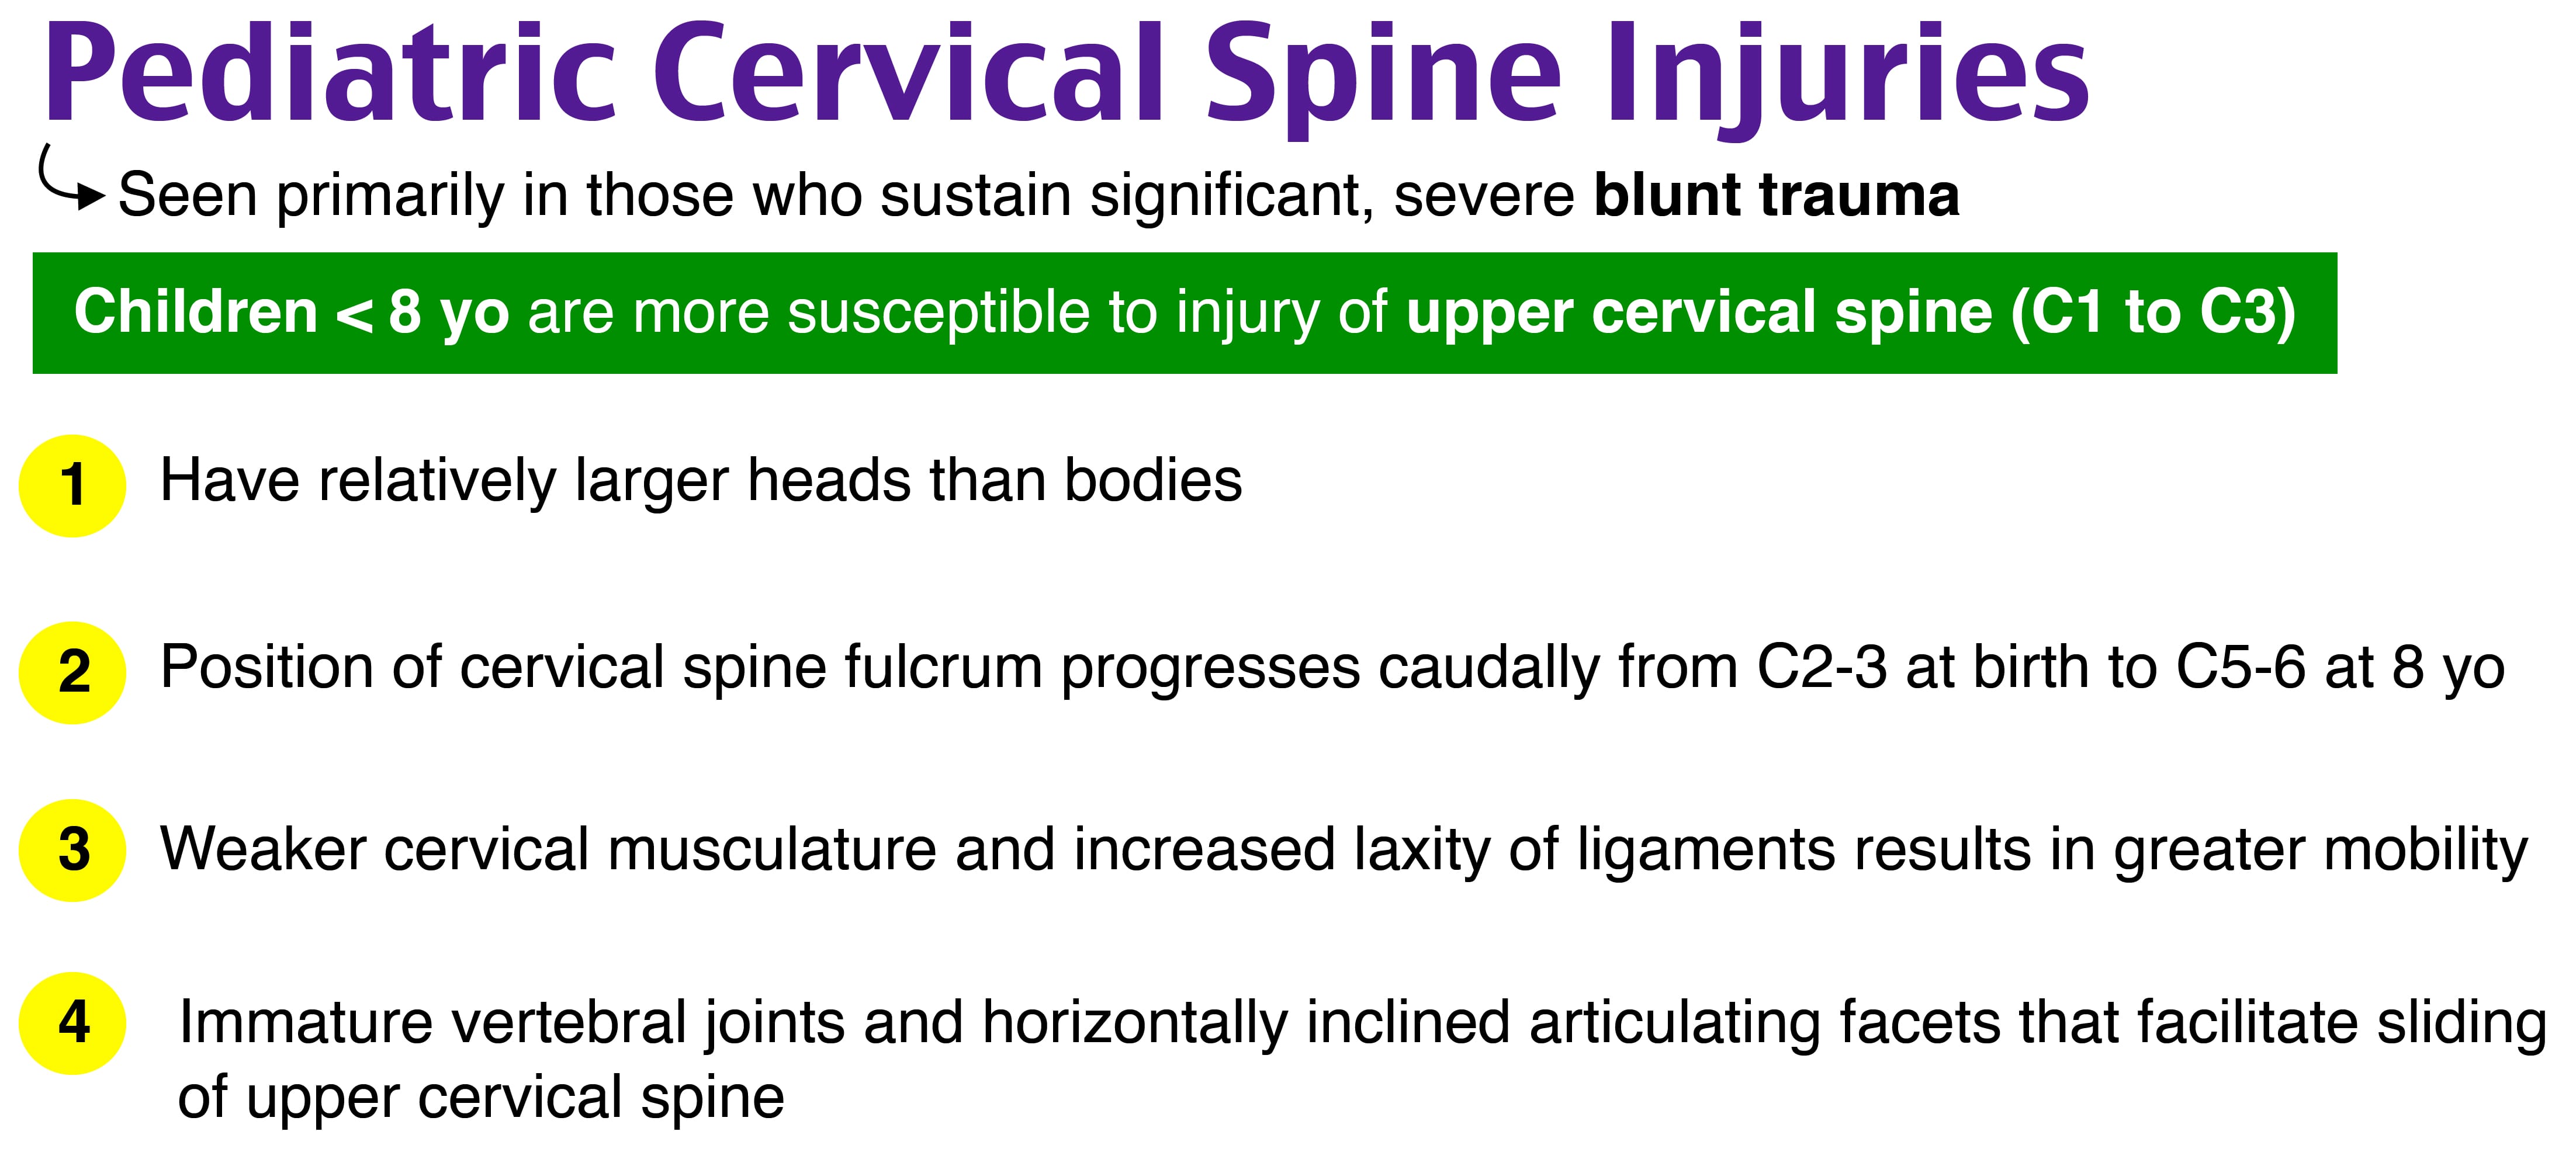 Pediatric Cervical Spine Injuries
Seen primarily in those who sustain significant, severe blunt trauma
Children < 8 yo are more susceptible to injury of upper cervical spine (C1 to C3)
1 Have relatively larger heads than bodies
2 Position of cervical spine fulcrum progresses caudally from C2-3 at birth to C5-6 at 8 yo
3 Weaker cervical musculature and increased laxity of ligaments results in greater mobility
4 Immature vertebral joints and horizontally inclined articulating facets that facilitate sliding
of upper cervical spine